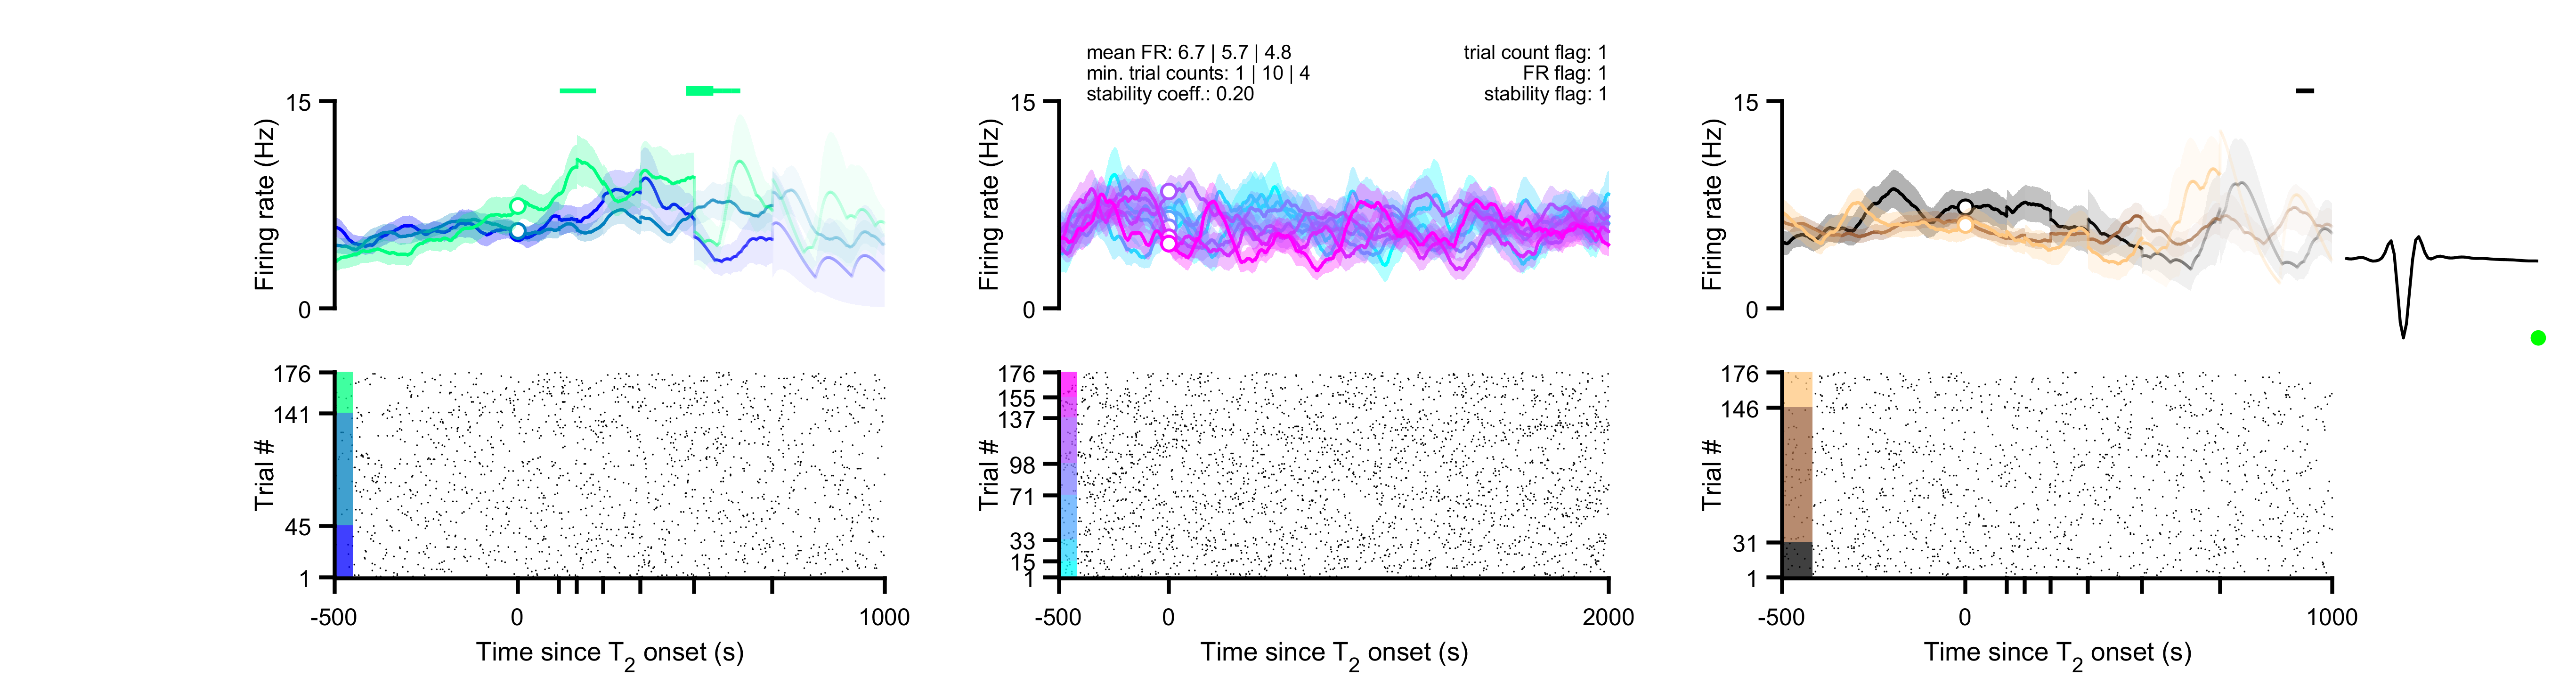 mean FR: 6.7 | 5.7 | 4.8
min. trial counts: 1 | 10 | 4
stability coeff.: 0.20
trial count flag: 1
FR flag: 1
stability flag: 1
15
0
Firing rate (Hz)
176
141
45
1
Trial #
-500
0
1000
Time since T2 onset (s)
15
0
Firing rate (Hz)
176
155
137
98
71
33
15
1
Trial #
-500
0
2000
Time since T2 onset (s)
15
0
Firing rate (Hz)
176
146
31
1
Trial #
-500
0
1000
Time since T2 onset (s)